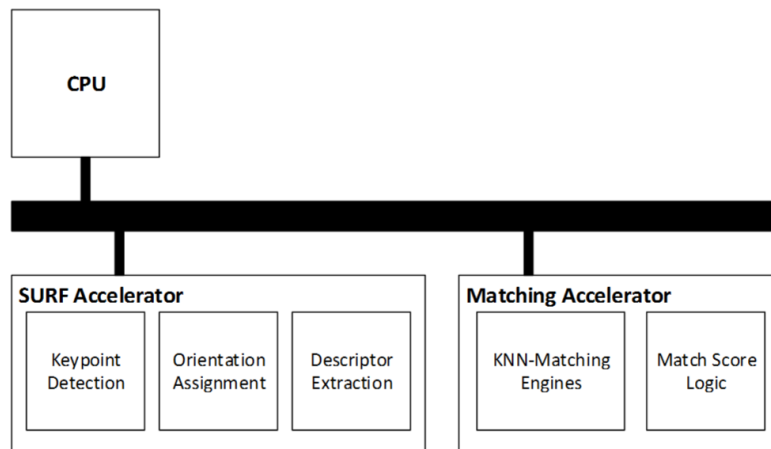 CPU
SURF Accelerator
Keypoint
Detection
Orientation
Assignment
Descriptor
Extraction
Matching Accelerator
KNN-Matching
Engines
Match Score
Logic